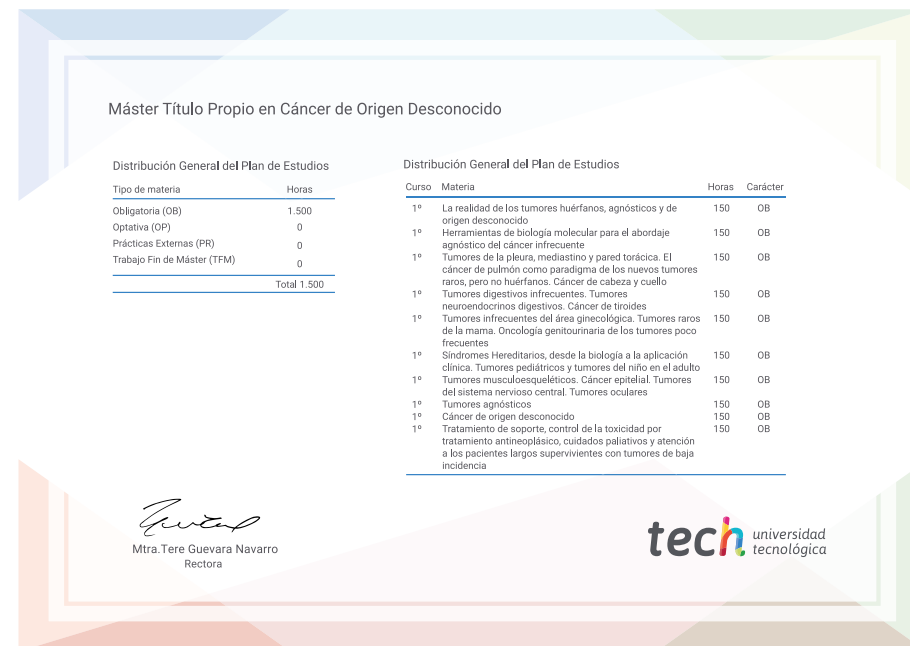 Máster Título Propio en Cáncer de Origen Desconocido
Distribución General del Plan de Estudios
Tipo de materia Horas
Obligatoria (OB) 1.500
Optativa (OP) 0
Prácticas Externas (PR) 0
Trabajo Fin de Máster (TFM) 0
Total 1.500
Distribución General del Plan de Estudios
Curso Materia Horas Carácter
1º La realidad de los tumores huérfanos, agnósticos y de 150 OB
origen desconocido
1º Herramientas de biología molecular para el abordaje 150 OB
agnóstico del cáncer infrecuente
1º Tumores de la pleura, mediastino y pared torácica. El 150 OB
cáncer de pulmón como paradigma de los nuevos tumores
raros, pero no huérfanos. Cáncer de cabeza y cuello
1º Tumores digestivos infrecuentes. Tumores 150 OB
neuroendocrinos digestivos. Cáncer de tiroides
1º Tumores infrecuentes del área ginecológica. Tumores raros 150 OB
de la mama. Oncología genitourinaria de los tumores poco
frecuentes
1º Síndromes Hereditarios, desde la biología a la aplicación 150 OB
clínica. Tumores pediátricos y tumores del niño en el adulto
1º Tumores musculoesqueléticos. Cáncer epitelial. Tumores 150 OB
del sistema nervioso central. Tumores oculares
1º Tumores agnósticos 150 OB
1º Cáncer de origen desconocido 150 OB
1º Tratamiento de soporte, control de la toxicidad por 150 OB
tratamiento antineoplásico, cuidados paliativos y atención
a los pacientes largos supervivientes con tumores de baja
incidencia
Mtra.Tere Guevara Navarro
Rectora
tech universidad
tecnológica